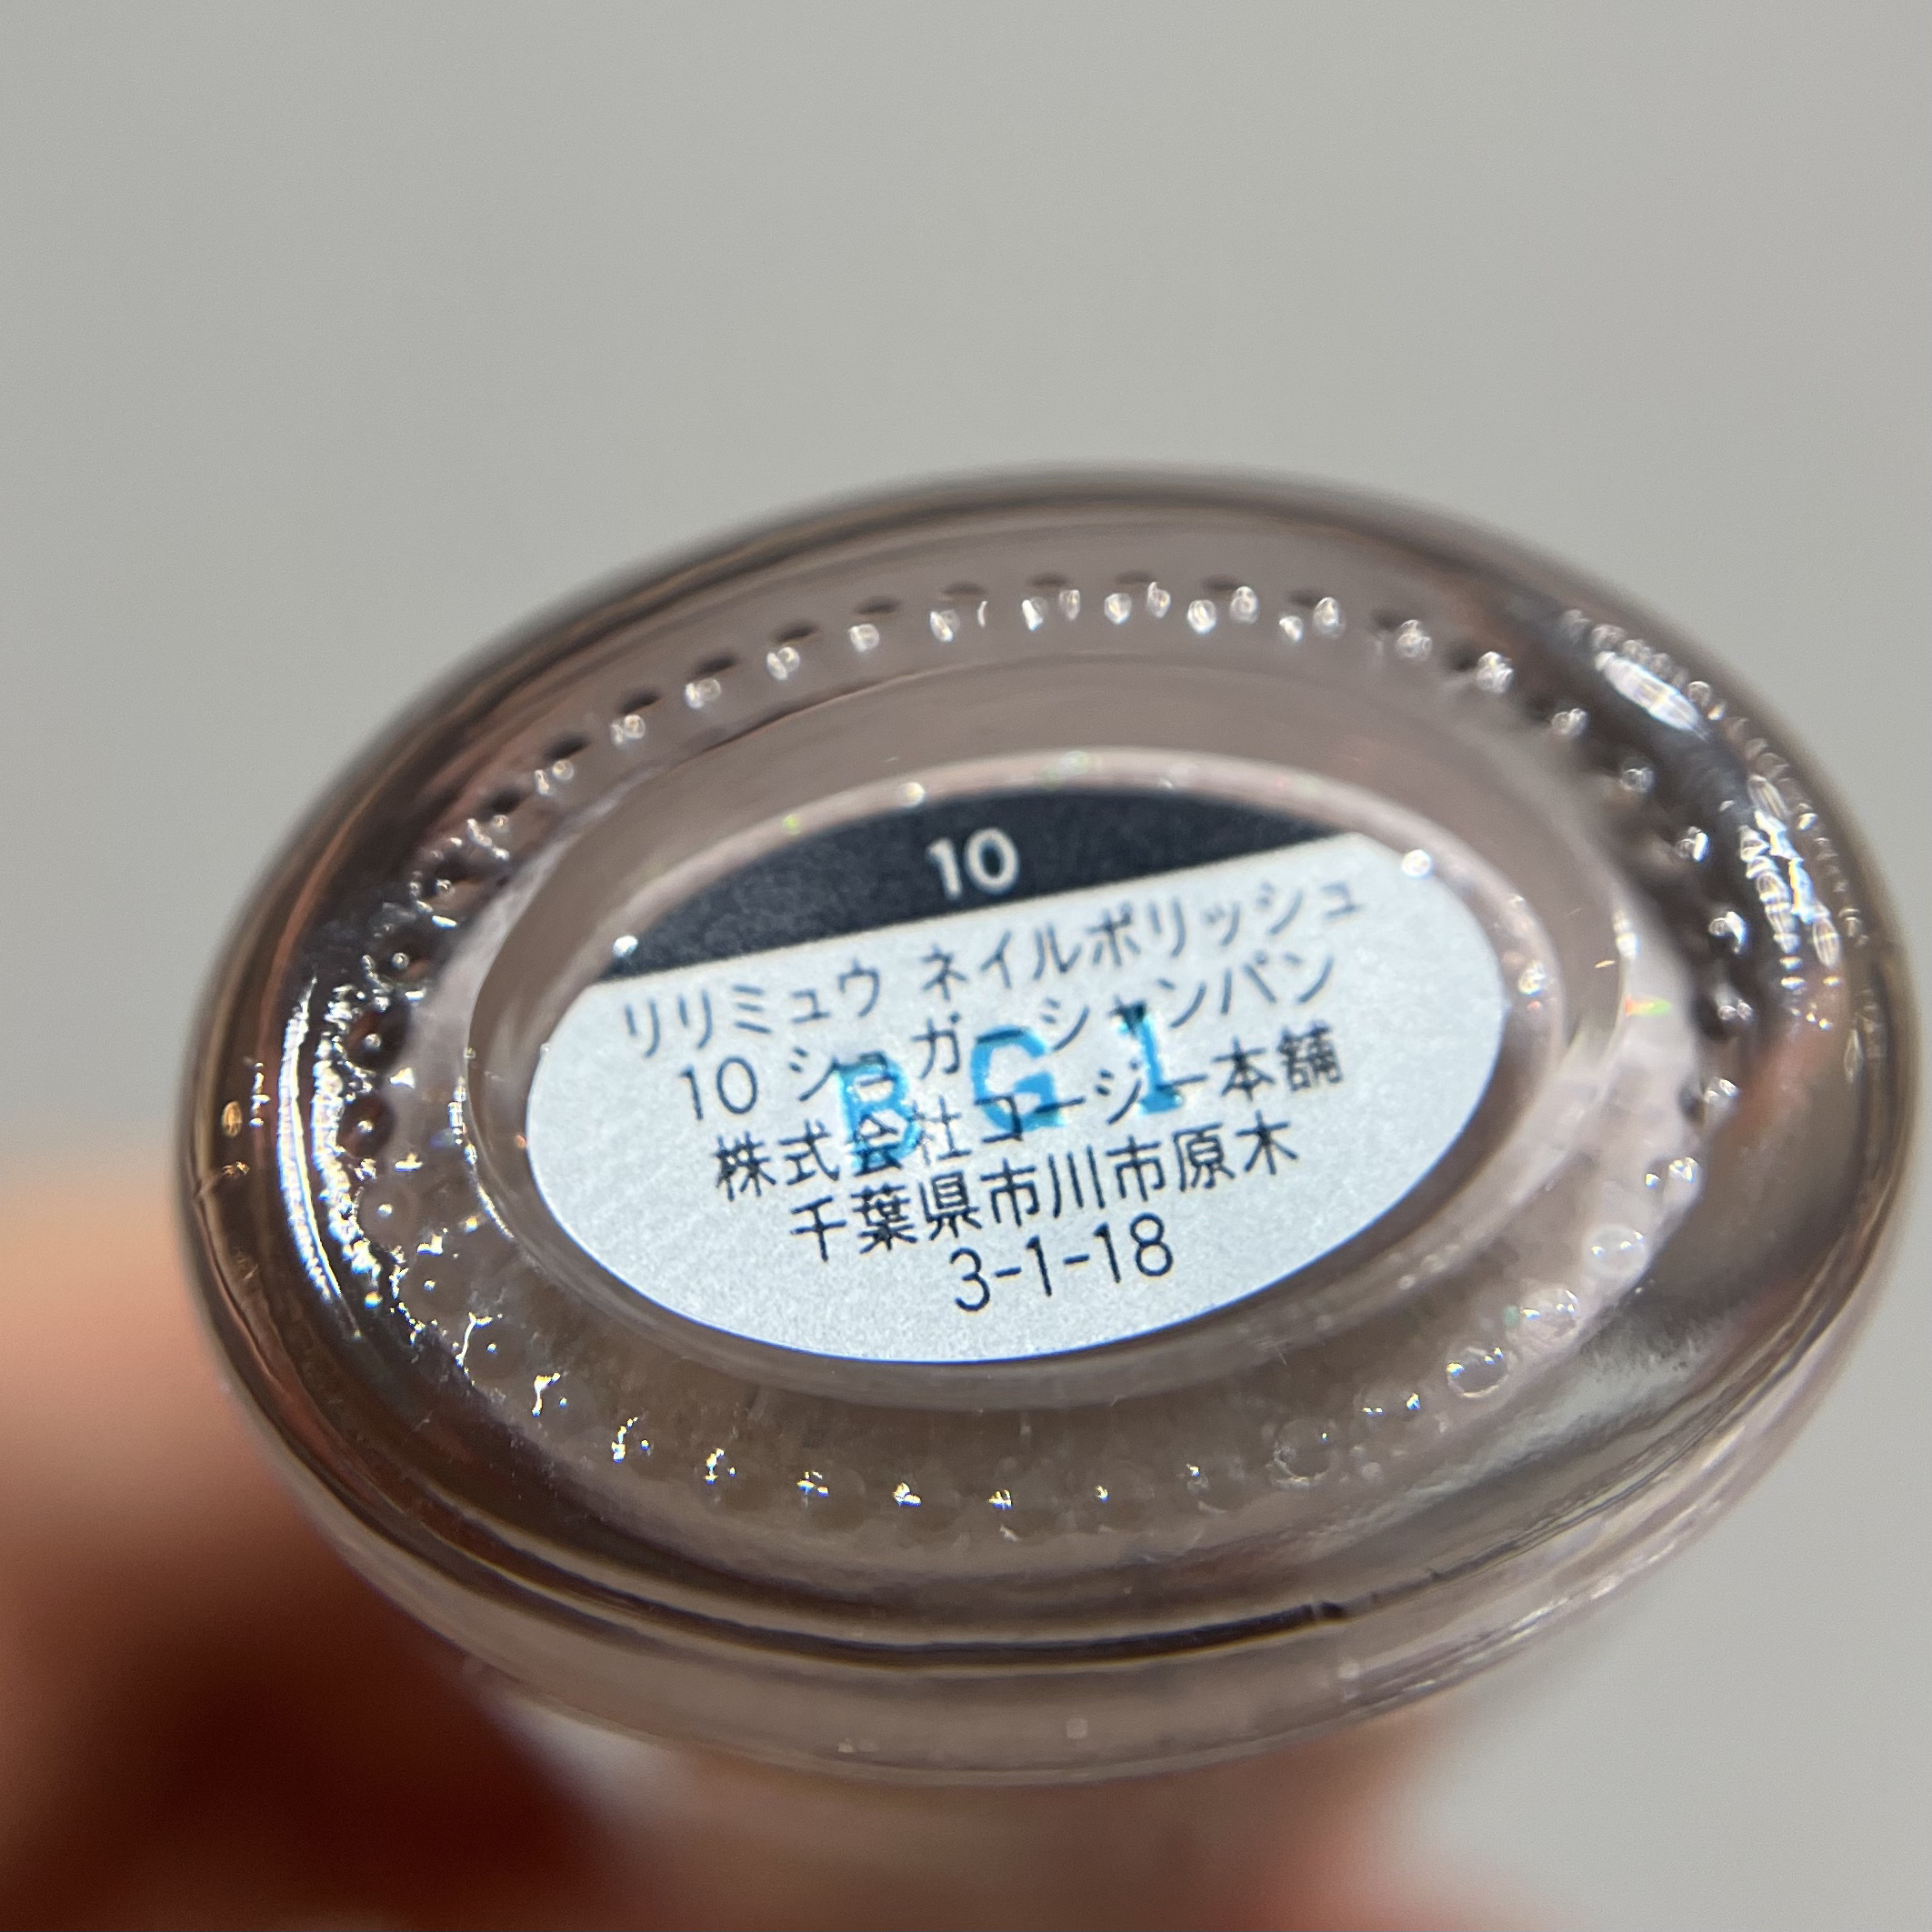 10
リリミュウ ネイルポリッシュ
10 シュガーシャンパン
BG1
株式会社コージー本舗
千葉県市川市原木
3-1-18